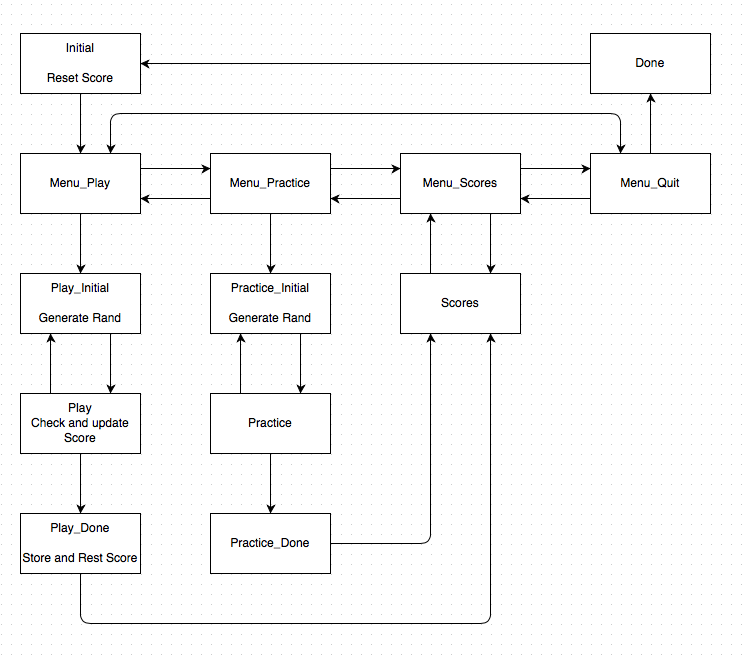 Initial
Reset Score
Done
Menu_Play
Menu_Practice
Menu_Scores
Menu_Quit
Play_Initial
Generate Rand
Practice_Initial
Generate Rand
Scores
Play
Check and update
Score
Practice
Play_Done
Store and Rest Score
Practice_Done